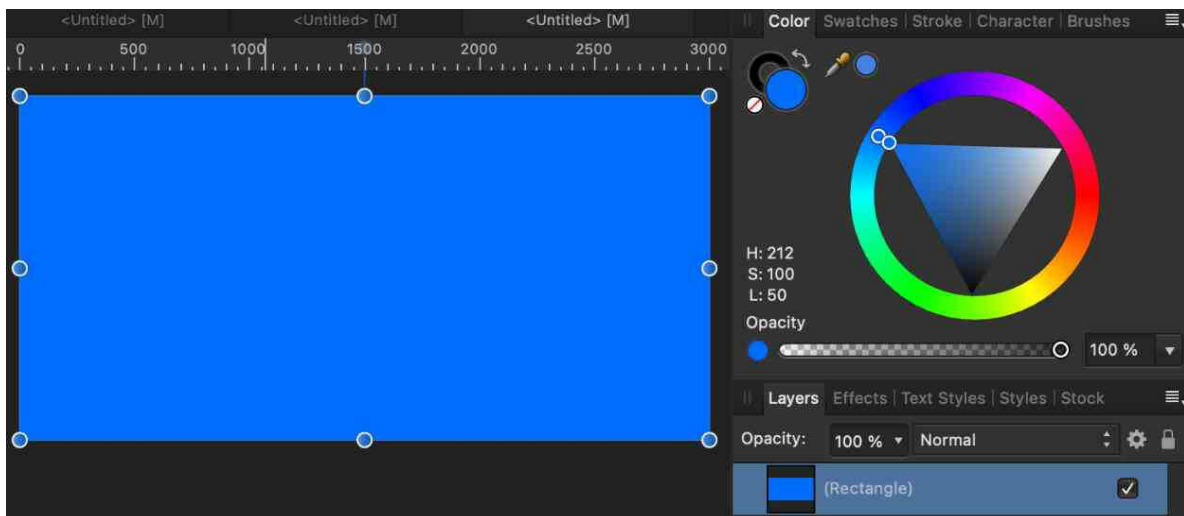 <Untitled> [M] <Untitled> [M] <Untitled> [M]
0 500 1000 1500 2000 2500 3000
Color Swatches | Stroke | Character | Brushes
H: 212
S: 100
L: 50
Opacity
100 %
Layers Effects | Text Styles | Styles | Stock
Opacity: 100 % Normal
(Rectangle)